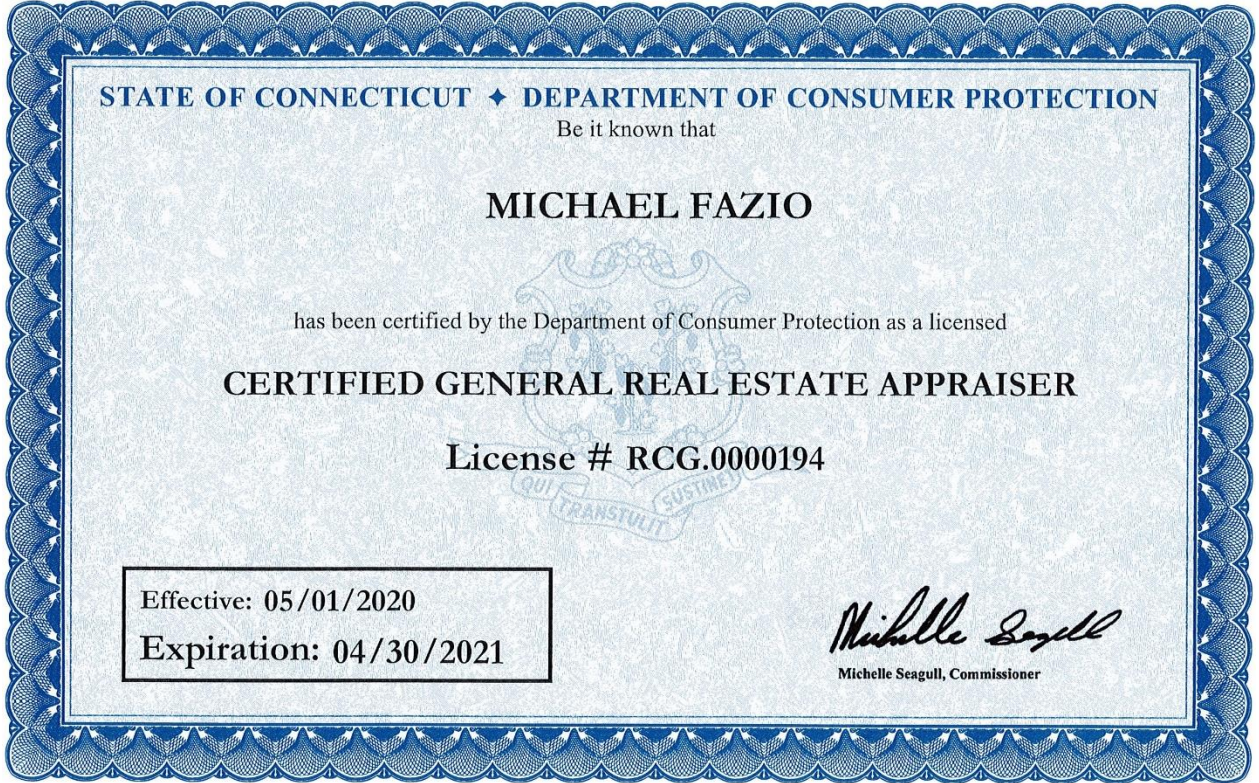 STATE OF CONNECTICUT ✦ DEPARTMENT OF CONSUMER PROTECTION
Be it known that
MICHAEL FAZIO
has been certified by the Department of Consumer Protection as a licensed
CERTIFIED GENERAL REAL ESTATE APPRAISER
License # RCG.0000194
QUI TRANSTULIT SUSTINET
Effective: 05/01/2020
Expiration: 04/30/2021
Michelle Seagull
Michelle Seagull, Commissioner